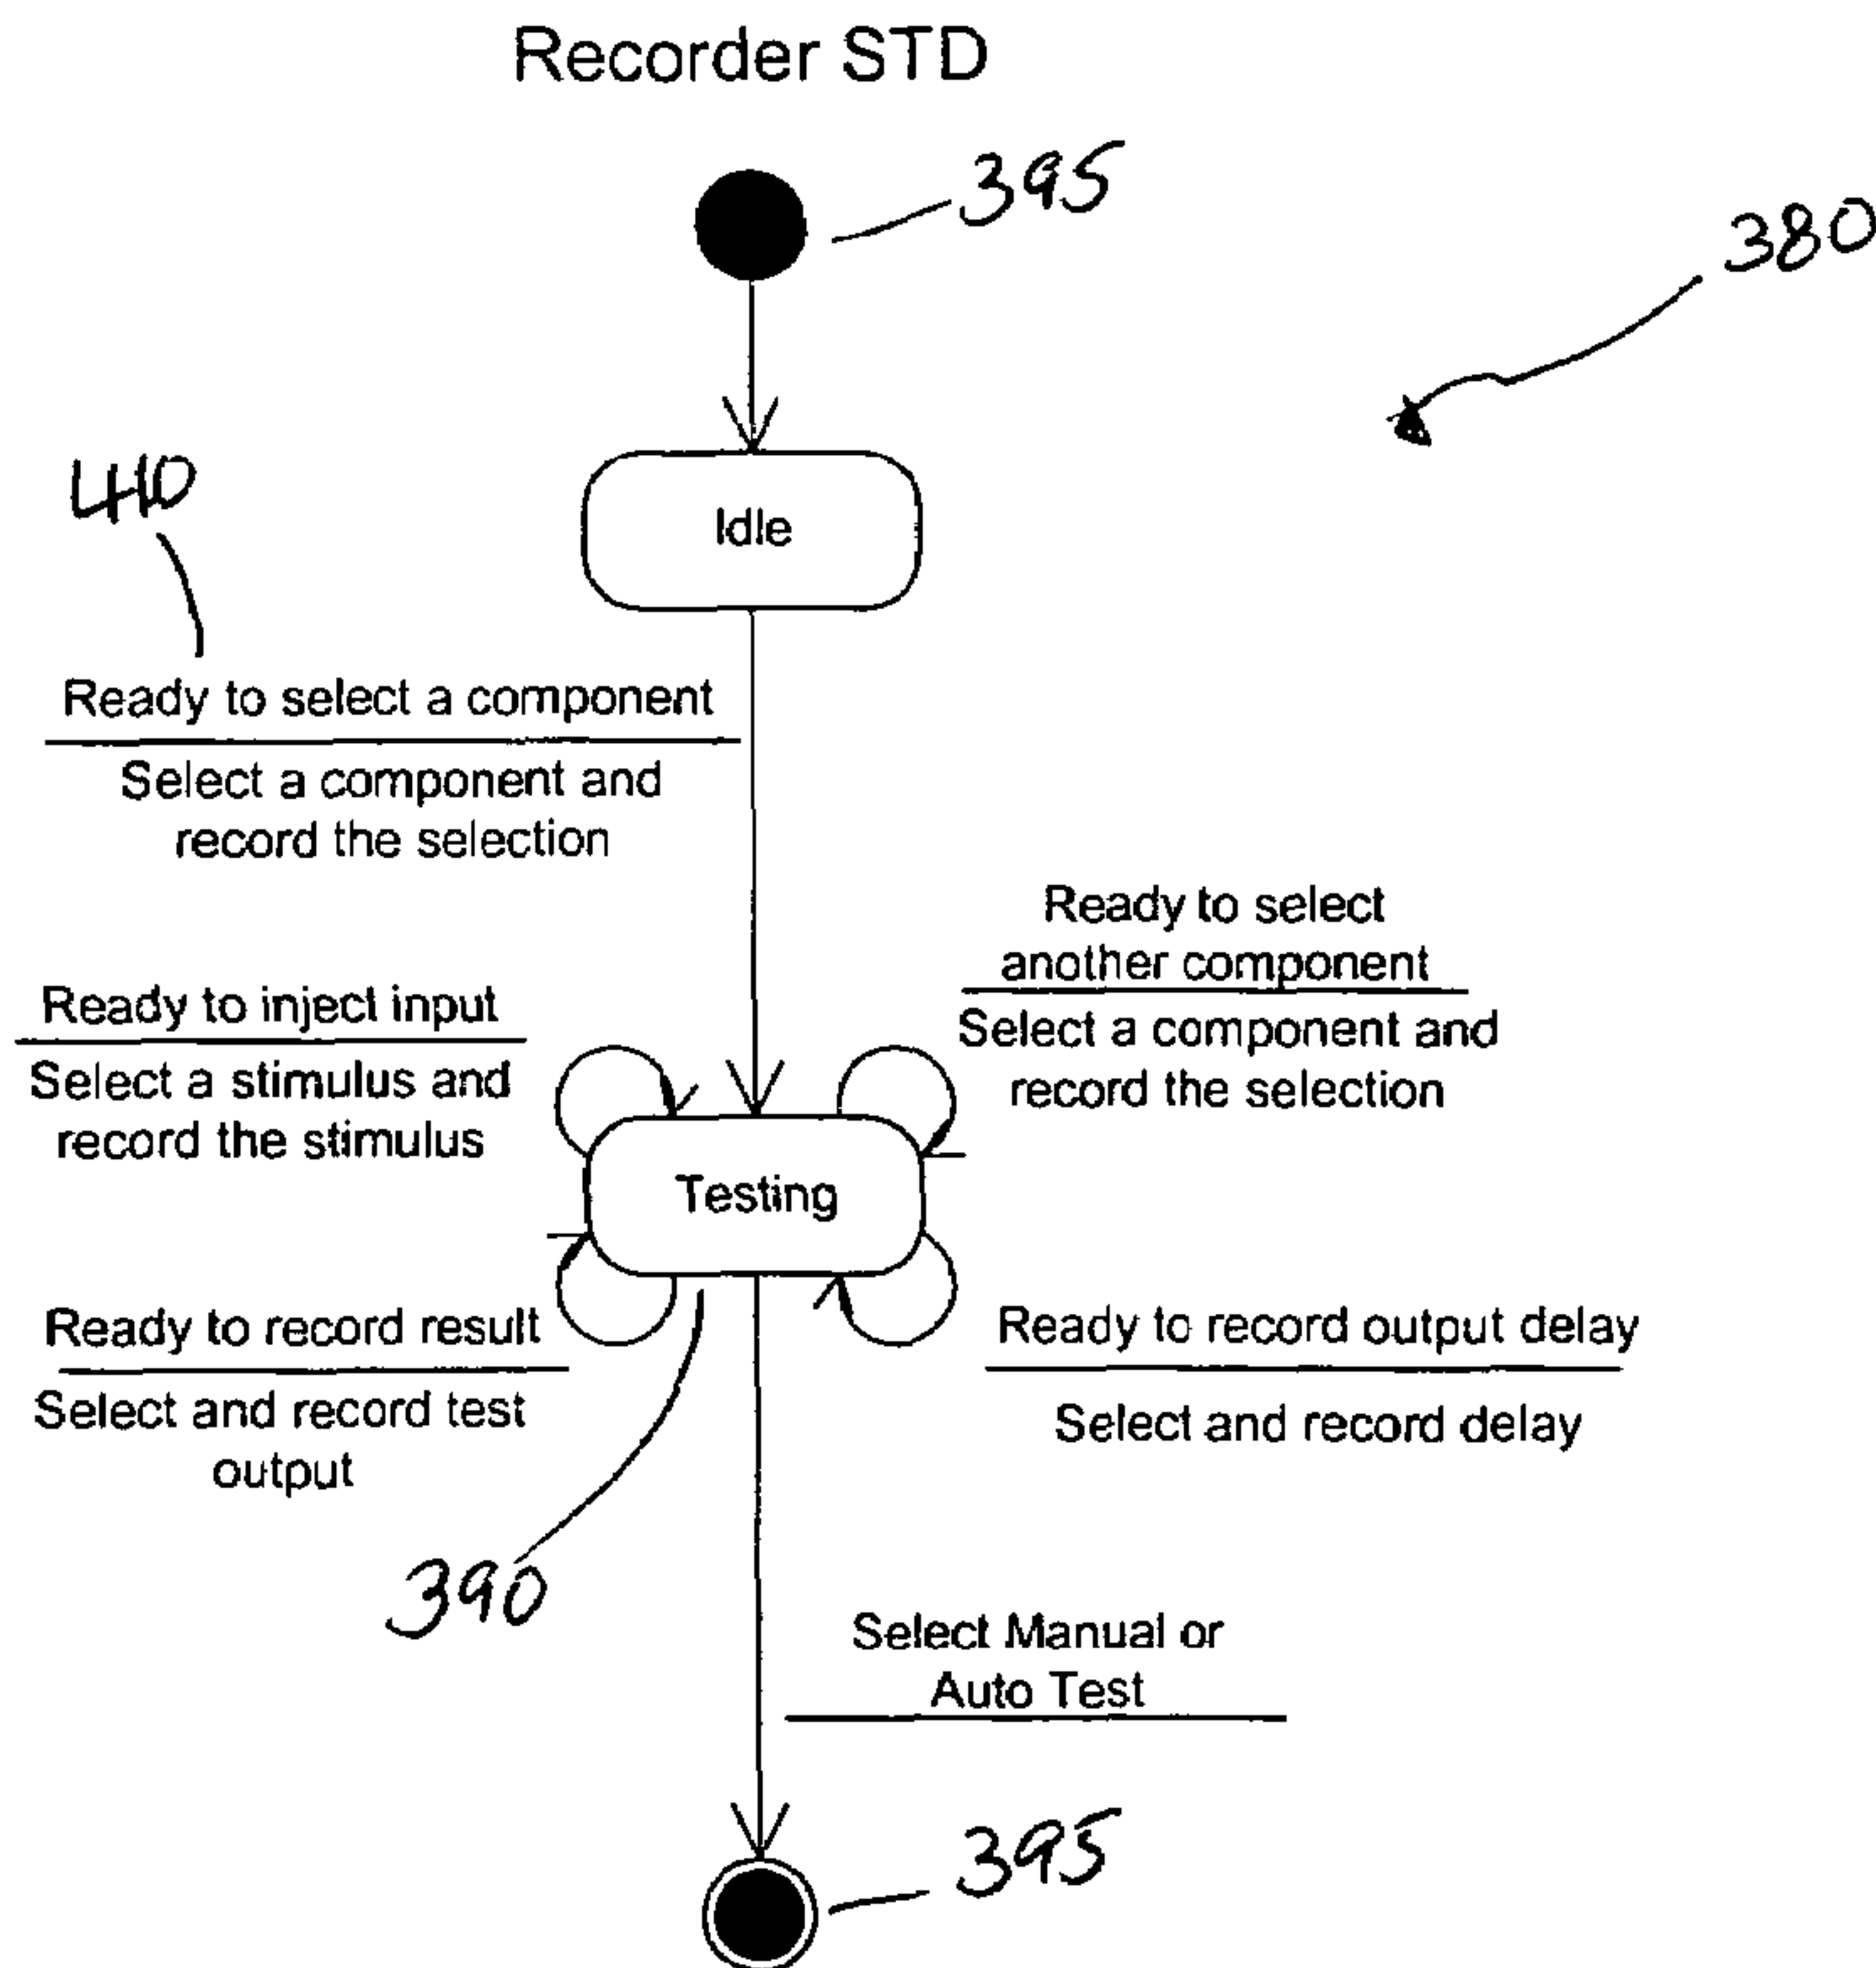 Recorder STD
395
380
Idle
410
Ready to select a component
Select a component and
record the selection
Ready to select
another component
Select a component and
record the selection
Ready to inject input
Select a stimulus and
record the stimulus
Testing
Ready to record result
Select and record test
output
Ready to record output delay
Select and record delay
390
Select Manual or
Auto Test
395